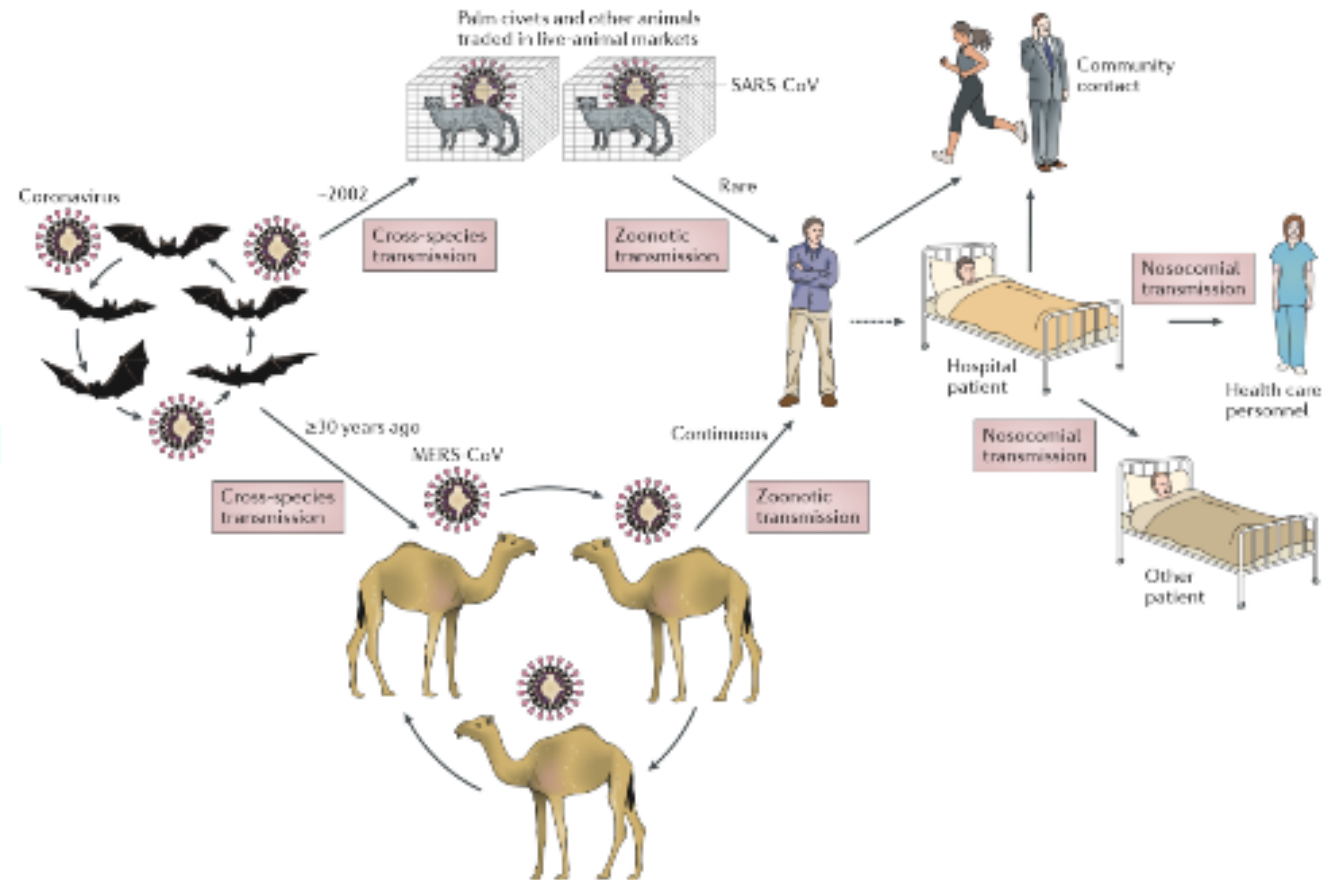 Palm civets and other animals
traded in live-animal markets
SARS-CoV
Community
contact
Coronavirus
~2002
Rare
Cross-species
transmission
Zoonotic
transmission
Nosocomial
transmission
Hospital
patient
Health care
personnel
≥30 years ago
MERS-CoV
Continuous
Nosocomial
transmission
Cross-species
transmission
Zoonotic
transmission
Other
patient